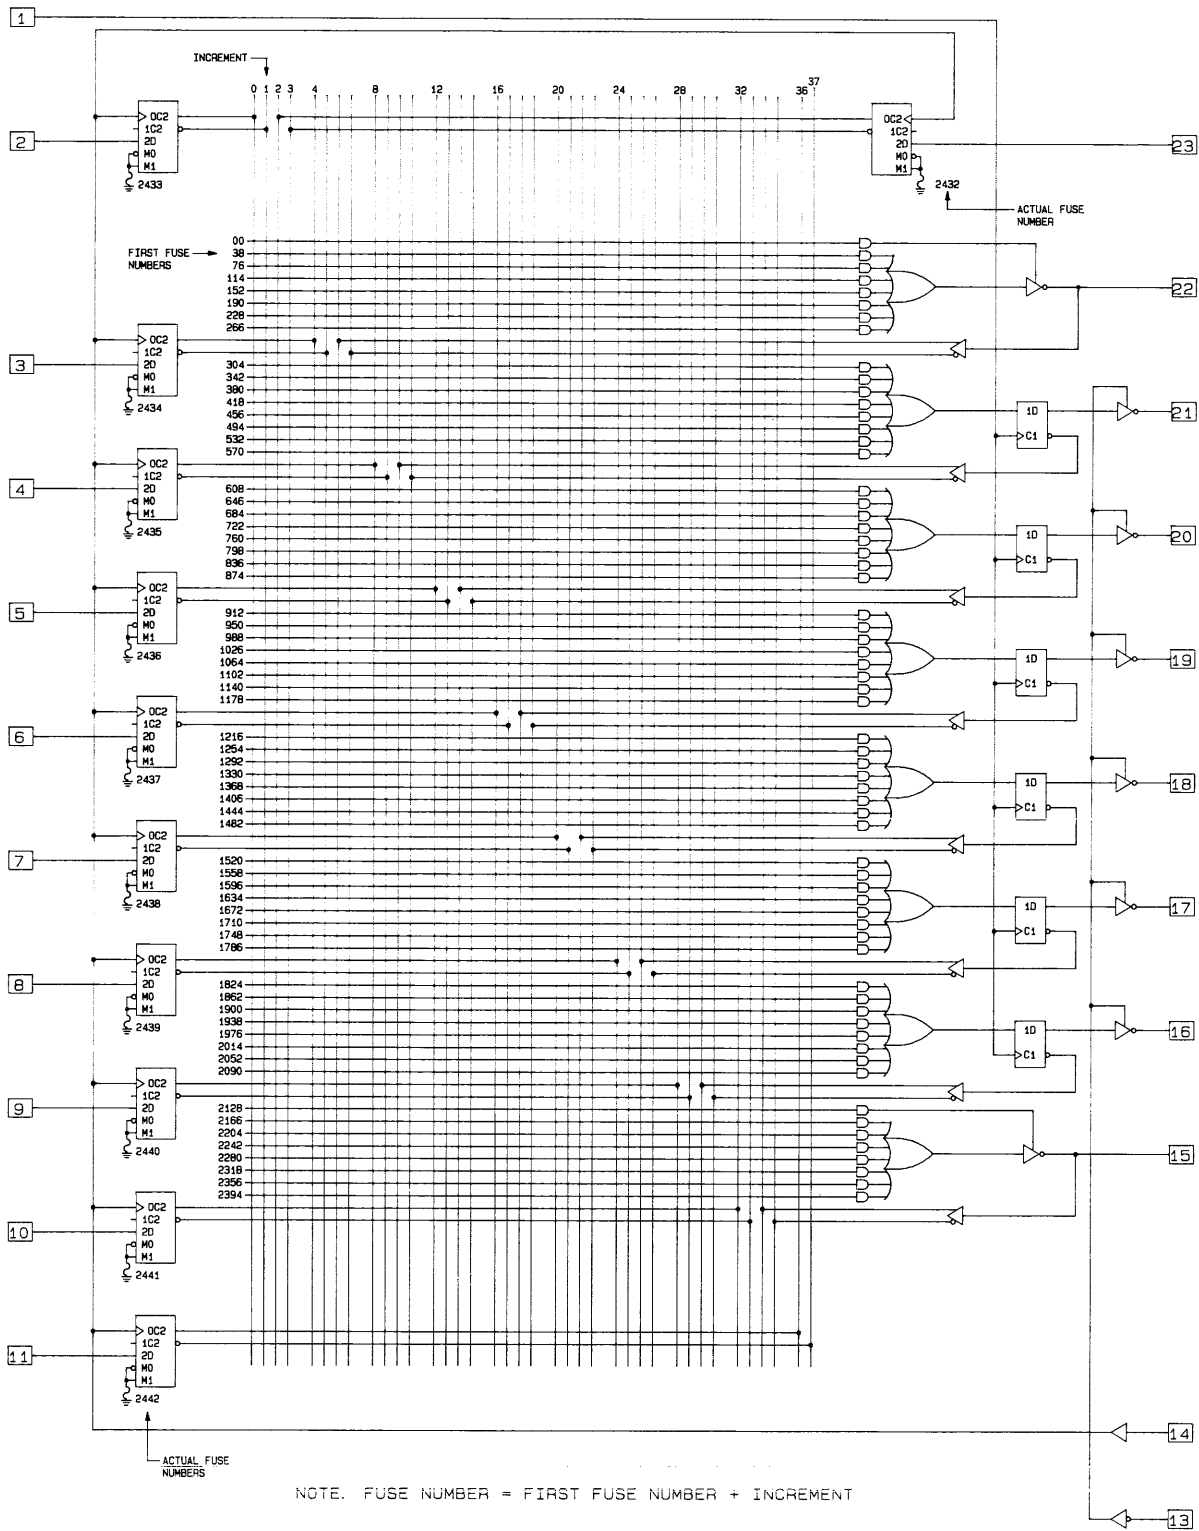 1
INCREMENT
0 1 2 3 4 8 12 16 20 24 28 32 36 37
0C2
1C2
2D
M0
M1
2
2433
0C2
1C2
2D
M0
M1
23
2432
ACTUAL FUSE
NUMBER
FIRST FUSE
NUMBERS
00
38
76
114
152
190
228
266
22
0C2
1C2
2D
M0
M1
3
2434
304
342
380
418
456
494
532
570
1D
C1
21
0C2
1C2
2D
M0
M1
4
2435
608
646
684
722
760
798
836
874
1D
C1
20
0C2
1C2
2D
M0
M1
5
2436
912
950
988
1026
1064
1102
1140
1178
1D
C1
19
0C2
1C2
2D
M0
M1
6
2437
1216
1254
1292
1330
1368
1406
1444
1482
1D
C1
18
0C2
1C2
2D
M0
M1
7
2438
1520
1558
1596
1634
1672
1710
1748
1786
1D
C1
17
0C2
1C2
2D
M0
M1
8
2439
1824
1862
1900
1938
1976
2014
2052
2090
1D
C1
16
0C2
1C2
2D
M0
M1
9
2440
2128
2166
2204
2242
2280
2318
2356
2394
15
0C2
1C2
2D
M0
M1
10
2441
0C2
1C2
2D
M0
M1
11
2442
14
ACTUAL FUSE
NUMBERS
NOTE. FUSE NUMBER = FIRST FUSE NUMBER + INCREMENT
13